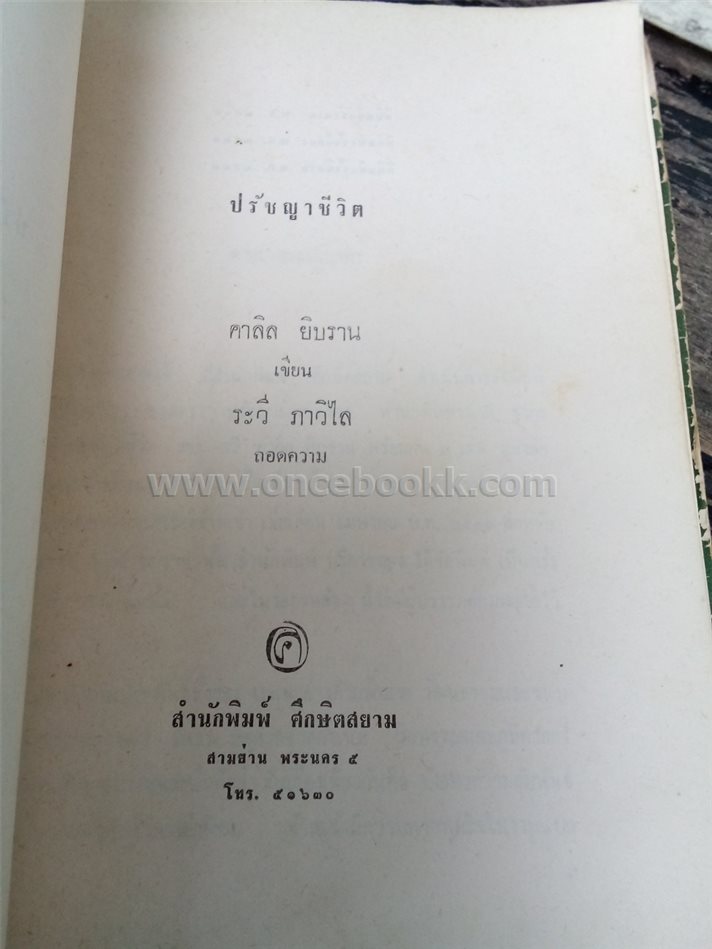 ปรัชญาชีวิต
คาลิล ยิบราน
เขียน
ระวี ภาวิไล
ถอดความ
www.oncebookk.com
สำนักพิมพ์ ศึกษิตสยาม
สามย่าน พระนคร ๕
โทร. ๕๑๖๓๐